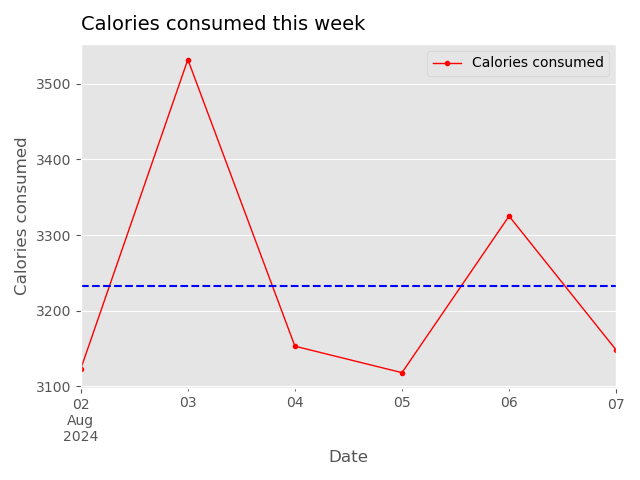 Calories consumed this week
Calories consumed
3500
3400
3300
3200
3100
Calories consumed
02
Aug
2024
03
04
05
06
07
Date